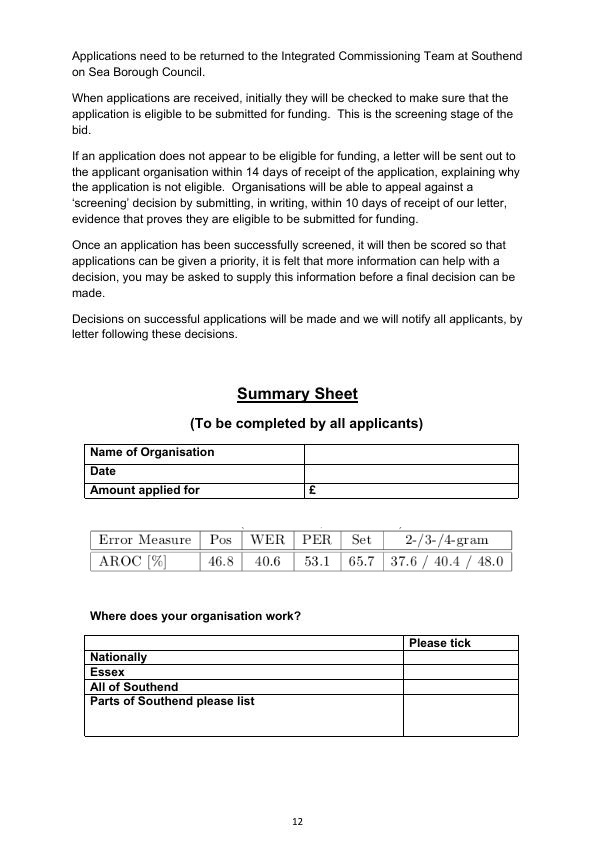 Applications need to be returned to the Integrated Commissioning Team at Southend
on Sea Borough Council.
When applications are received, initially they will be checked to make sure that the
application is eligible to be submitted for funding.  This is the screening stage of the
bid.
If an application does not appear to be eligible for funding, a letter will be sent out to
the applicant organisation within 14 days of receipt of the application, explaining why
the application is not eligible.  Organisations will be able to appeal against a
‘screening’ decision by submitting, in writing, within 10 days of receipt of our letter,
evidence that proves they are eligible to be submitted for funding.
Once an application has been successfully screened, it will then be scored so that
applications can be given a priority, it is felt that more information can help with a
decision, you may be asked to supply this information before a final decision can be
made.
Decisions on successful applications will be made and we will notify all applicants, by
letter following these decisions.
Summary Sheet
(To be completed by all applicants)
Name of Organisation
Date
Amount applied for £
Error Measure Pos WER PER Set 2-/3-/4-gram
AROC [%] 46.8 40.6 53.1 65.7 37.6 / 40.4 / 48.0
Where does your organisation work?
Please tick
Nationally
Essex
All of Southend
Parts of Southend please list
12